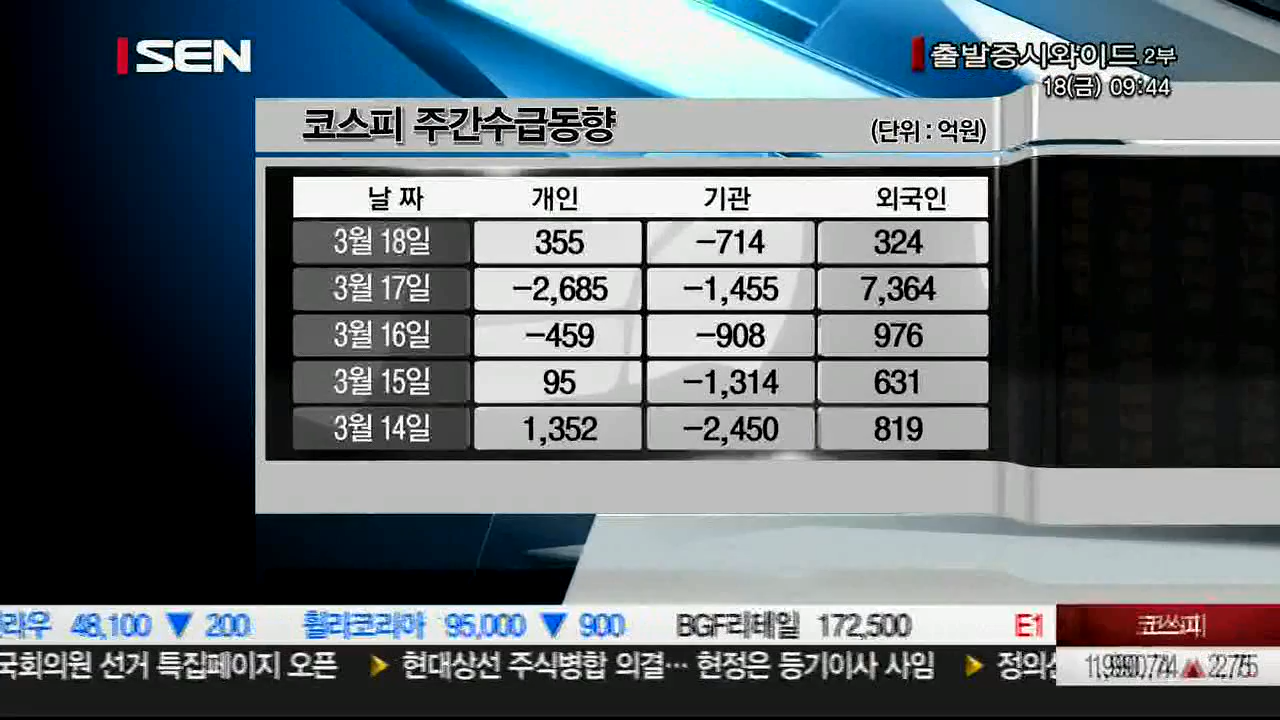 SEN
출발증시와이드 2부
18(금) 09:44
코스피 주간수급동향
(단위 : 억원)
날 짜 개인 기관 외국인
3월 18일 355 -714 324
3월 17일 -2,685 -1,455 7,364
3월 16일 -459 -908 976
3월 15일 95 -1,314 631
3월 14일 1,352 -2,450 819
48,100 ▼ 200 휠라코리아 95,000 ▼ 900 BGF리테일 172,500 E1
코스피
국회의원 선거 특집페이지 오픈 ▶ 현대상선 주식병합 의결… 현정은 등기이사 사임 ▶